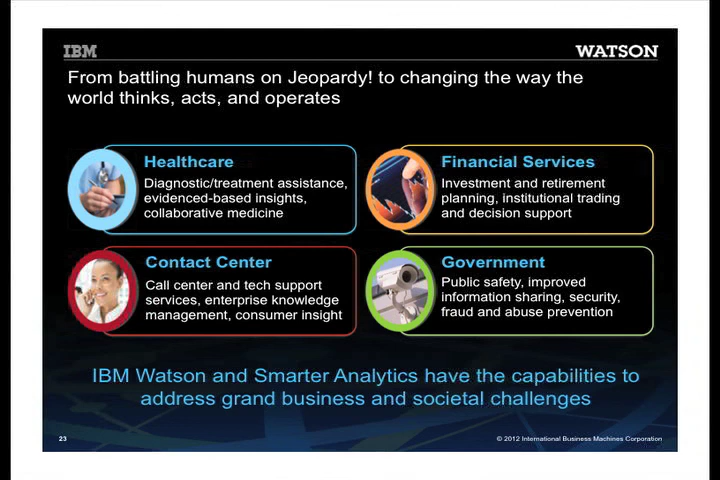 IBM
WATSON
From battling humans on Jeopardy! to changing the way the
world thinks, acts, and operates
Healthcare
Diagnostic/treatment assistance,
evidenced-based insights,
collaborative medicine
Financial Services
Investment and retirement
planning, institutional trading
and decision support
Contact Center
Call center and tech support
services, enterprise knowledge
management, consumer insight
Government
Public safety, improved
information sharing, security,
fraud and abuse prevention
IBM Watson and Smarter Analytics have the capabilities to
address grand business and societal challenges
23
© 2012 International Business Machines Corporation